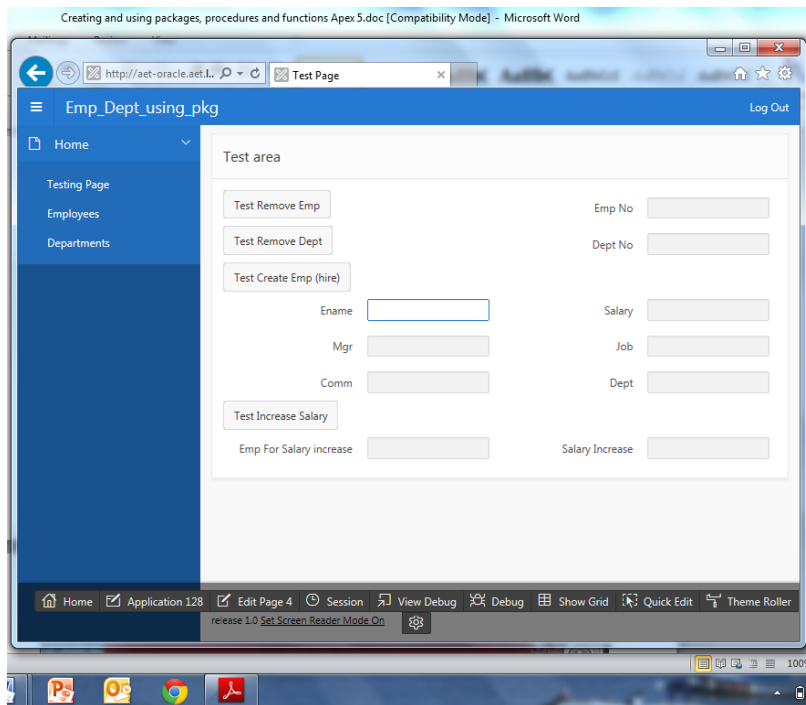 Creating and using packages, procedures and functions Apex 5.doc [Compatibility Mode] - Microsoft Word
http://aet-oracle.aet.l..
Test Page
Emp_Dept_using_pkg
Log Out
Home
Testing Page
Employees
Departments
Test area
Test Remove Emp
Emp No
Test Remove Dept
Dept No
Test Create Emp (hire)
Ename
Salary
Mgr
Job
Comm
Dept
Test Increase Salary
Emp For Salary increase
Salary Increase
Home Application 128 Edit Page 4 Session View Debug Debug Show Grid Quick Edit Theme Roller
release 1.0 Set Screen Reader Mode On